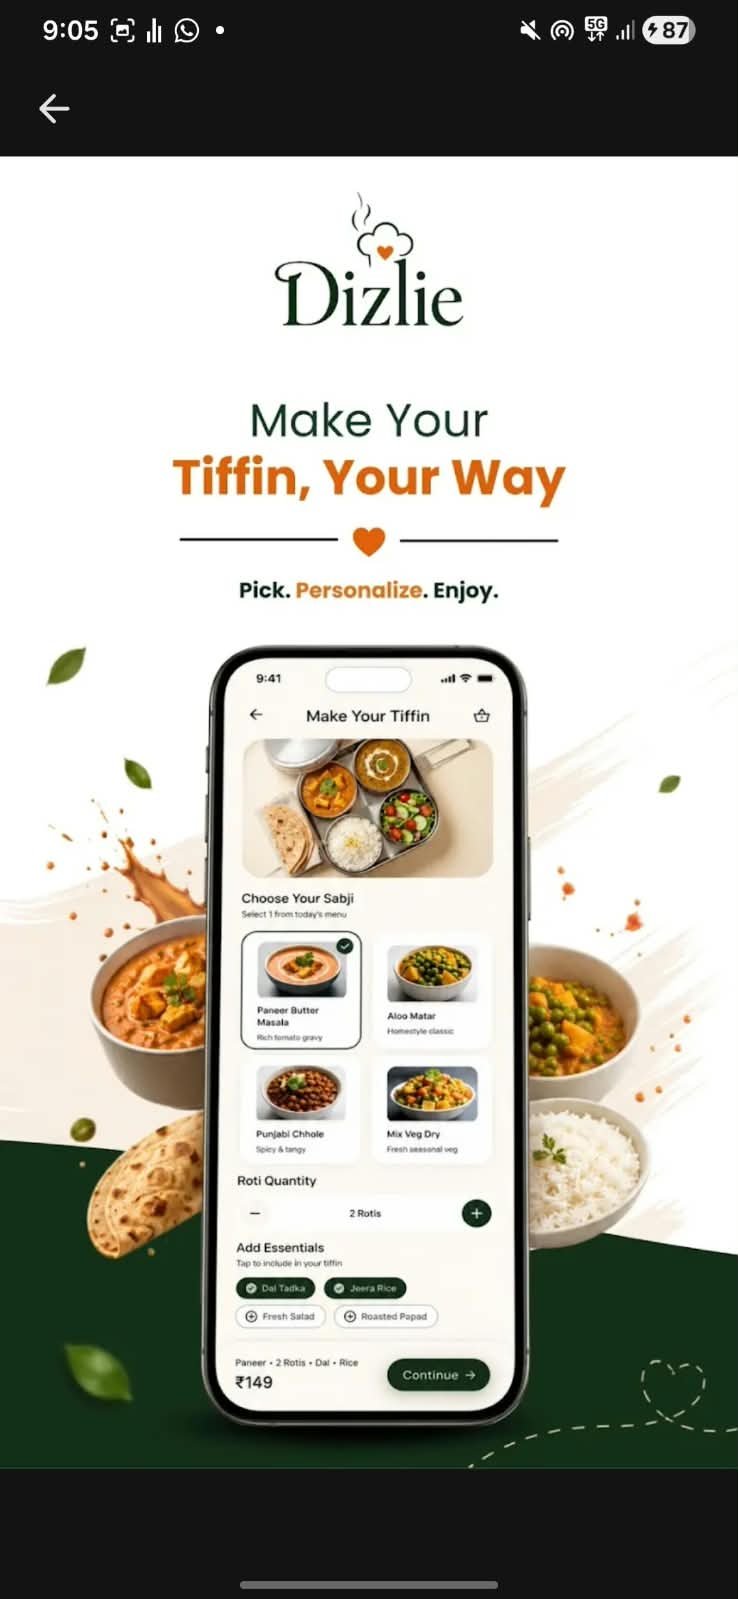 9:05
5G
87
Dizlie
Make Your
Tiffin, Your Way
Pick. Personalize. Enjoy.
9:41
Make Your Tiffin
Choose Your Sabji
Select 1 from today's menu
Paneer Butter
Masala
Rich tomato gravy
Aloo Matar
Homestyle classic
Punjabi Chhole
Spicy & tangy
Mix Veg Dry
Fresh seasonal veg
Roti Quantity
2 Rotis
Add Essentials
Tap to include in your tiffin
Dal Tadka
Jeera Rice
Fresh Salad
Roasted Papad
Paneer • 2 Rotis • Dal • Rice
₹149
Continue →